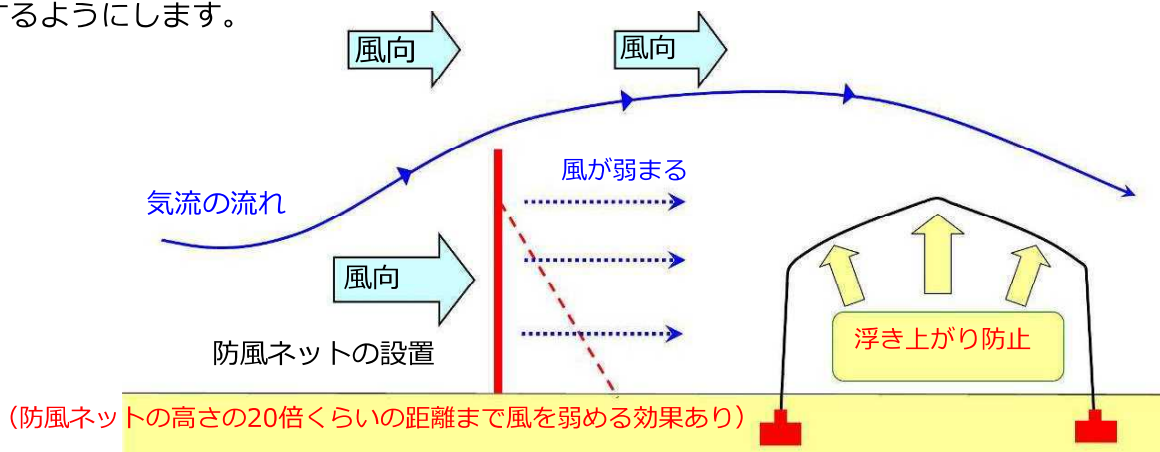 するようにします。
風向
風向
風が弱まる
気流の流れ
風向
浮き上がり防止
防風ネットの設置
（防風ネットの高さの20倍くらいの距離まで風を弱める効果あり）